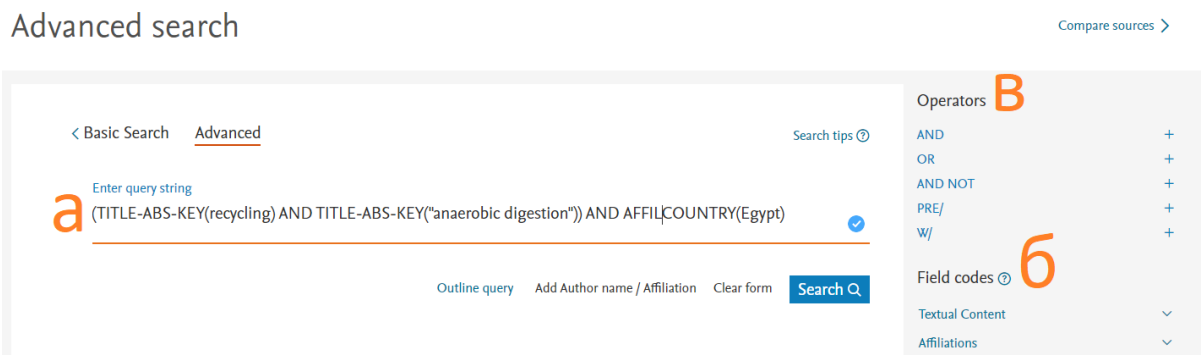 Advanced search
Compare sources >
< Basic Search Advanced
Search tips ?
Enter query string
а
(TITLE-ABS-KEY(recycling) AND TITLE-ABS-KEY("anaerobic digestion")) AND AFFILCOUNTRY(Egypt)
Outline query Add Author name / Affiliation Clear form Search
Operators в
AND +
OR +
AND NOT +
PRE/ +
W/ +
Field codes ? б
Textual Content
Affiliations